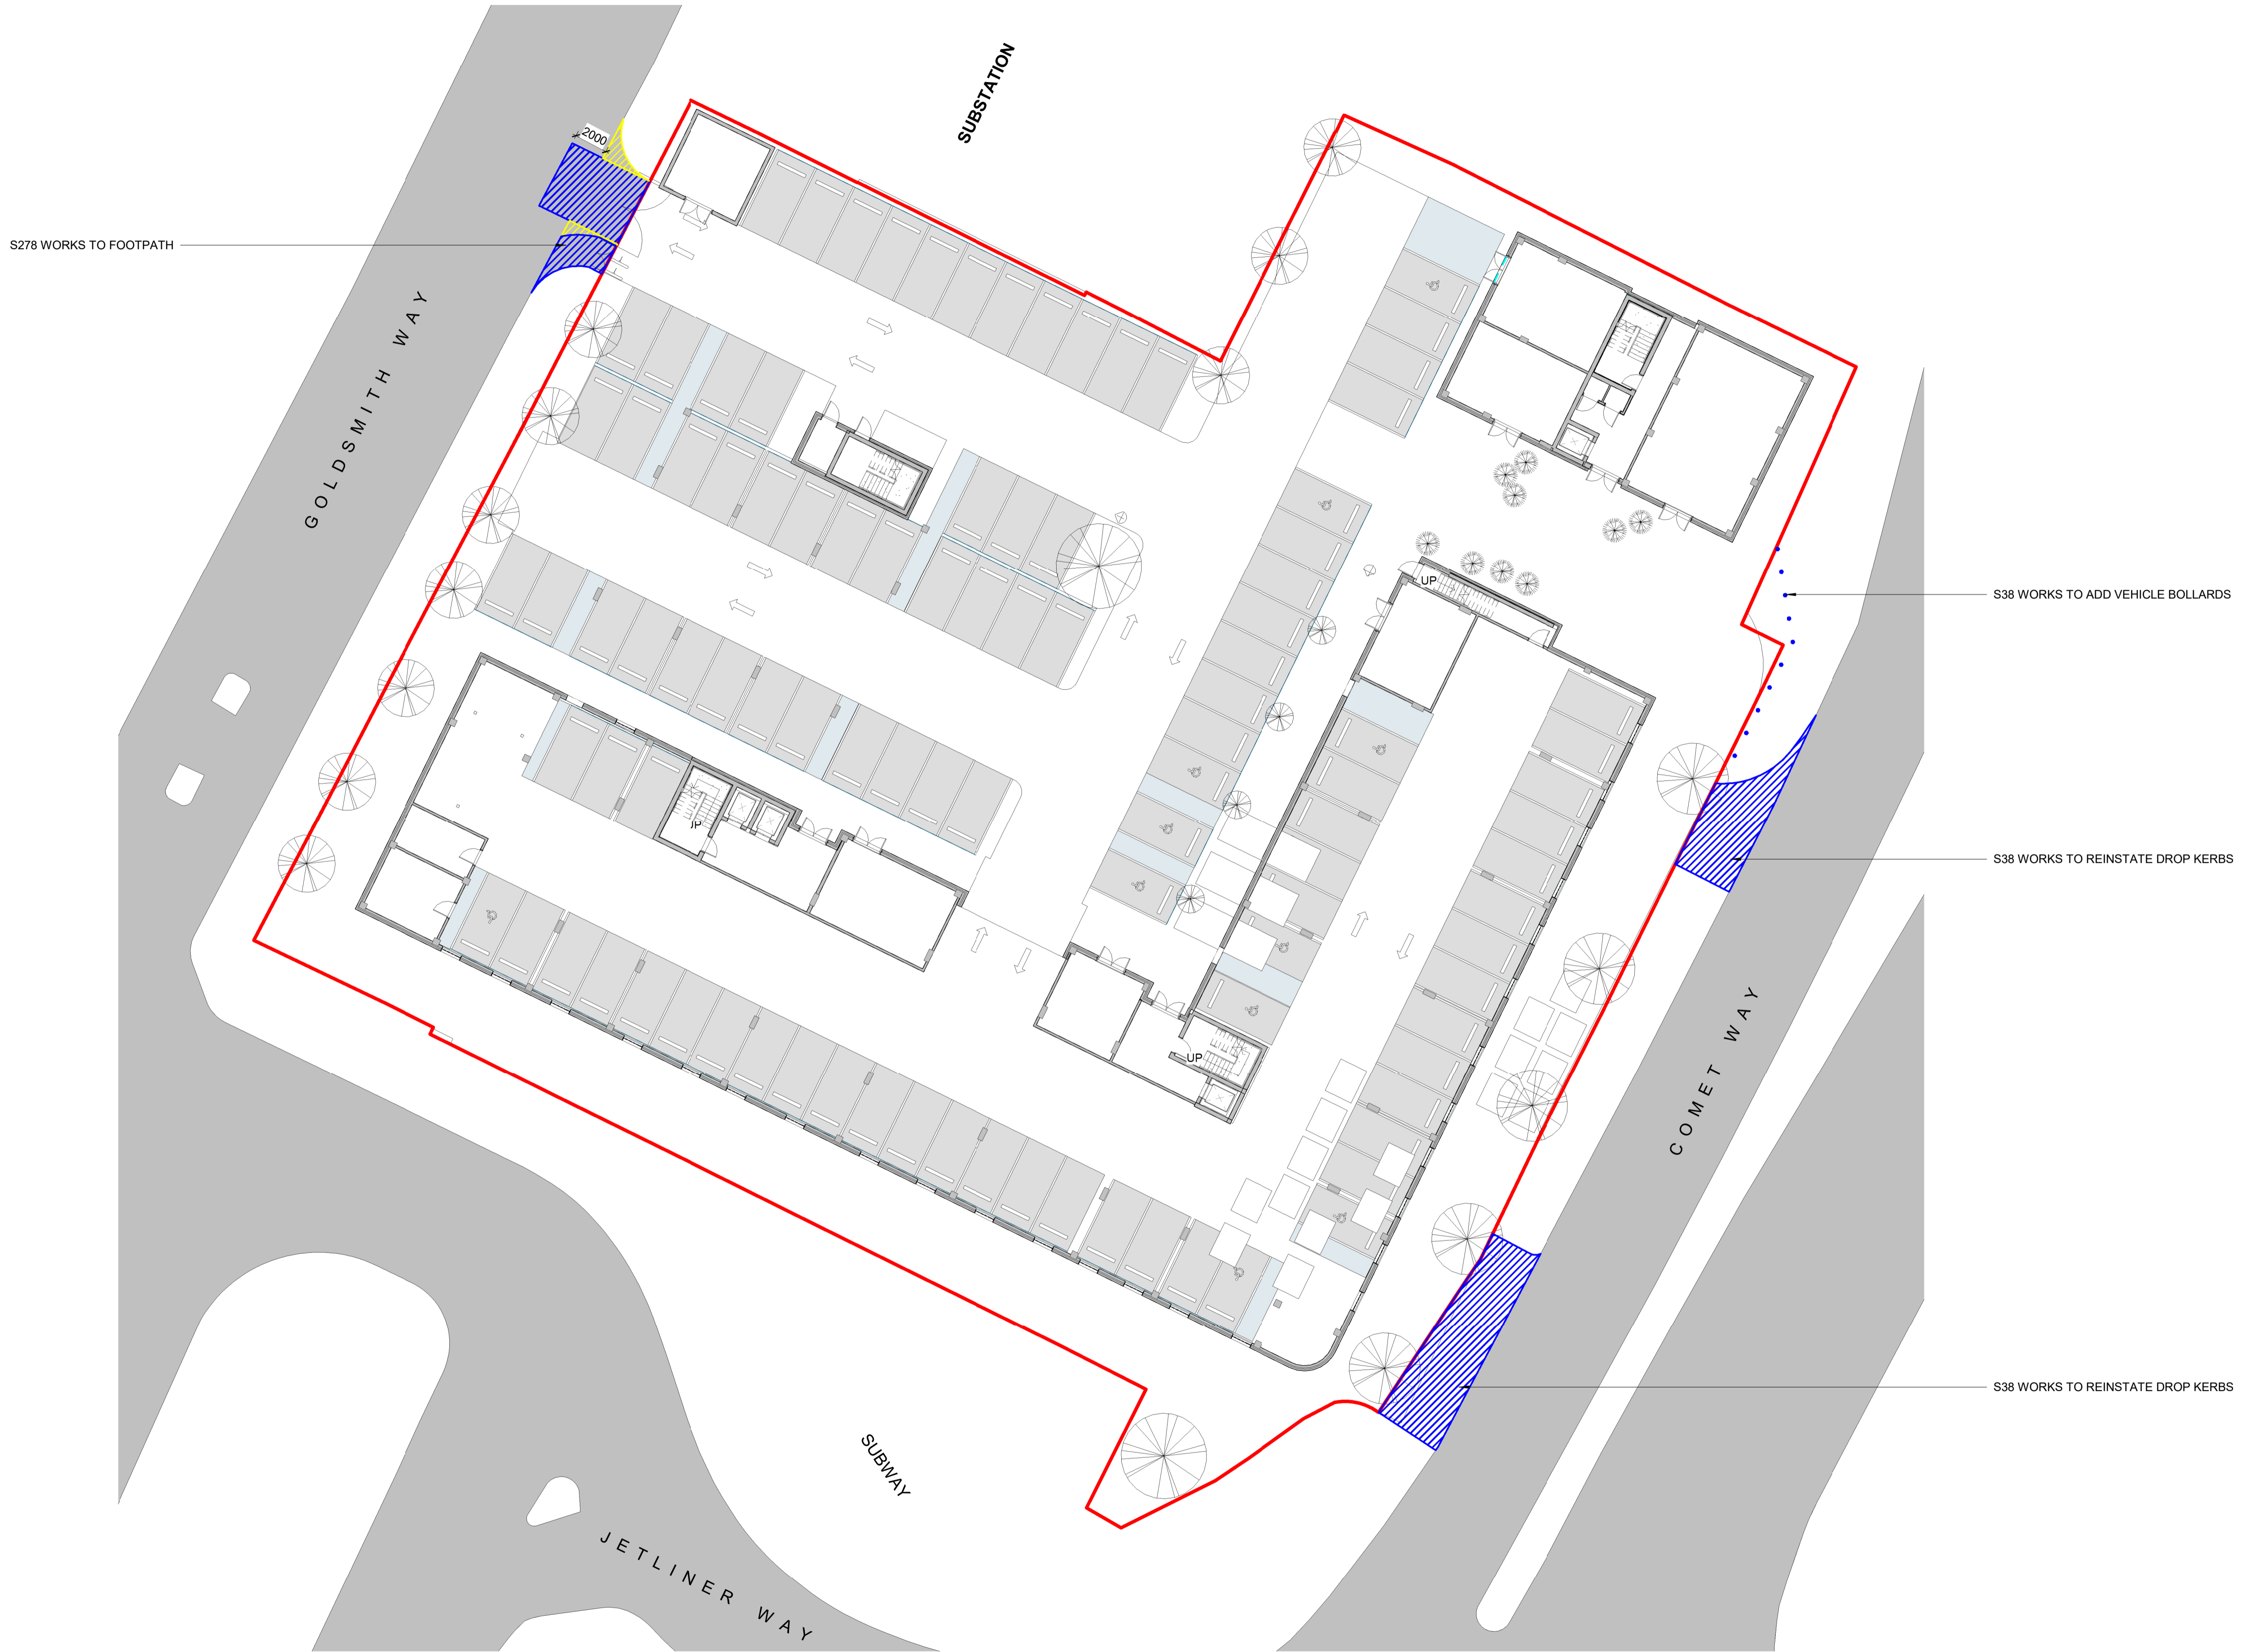 SUBSTATION
2000
S278 WORKS TO FOOTPATH
GOLDSMITH WAY
UP
S38 WORKS TO ADD VEHICLE BOLLARDS
UP
S38 WORKS TO REINSTATE DROP KERBS
COMET WAY
UP
S38 WORKS TO REINSTATE DROP KERBS
SUBWAY
JETLINER WAY